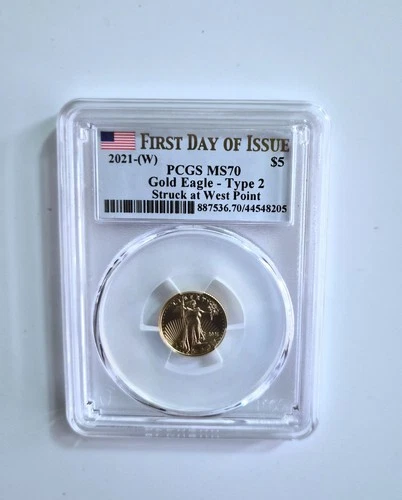 FIRST DAY OF ISSUE
2021-(W) $5
PCGS MS70
Gold Eagle - Type 2
Struck at West Point
887536.70/44548205
LIBERTY